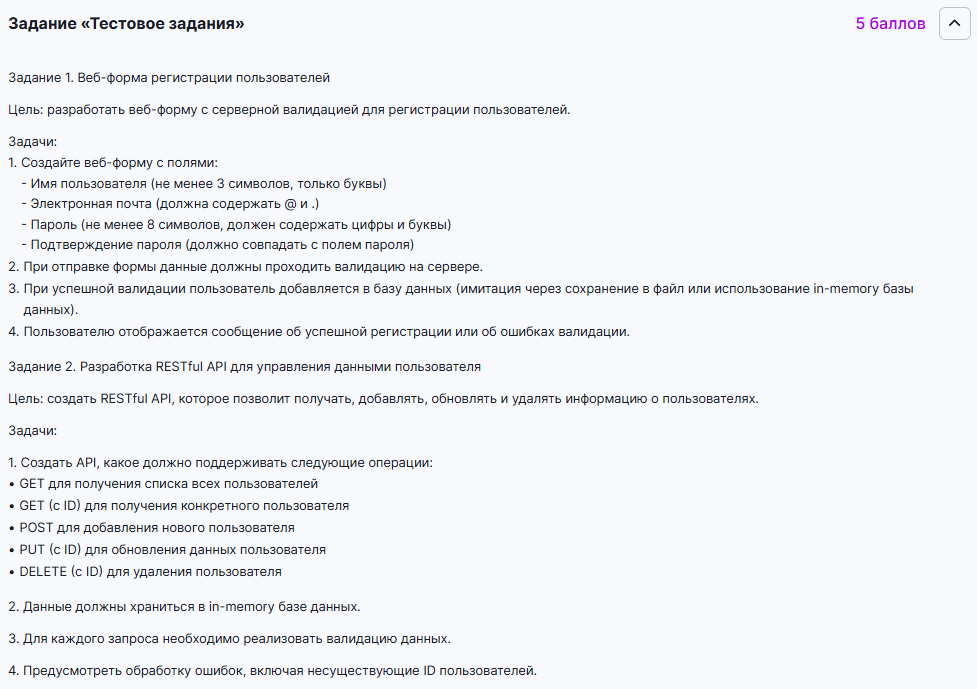 Задание «Тестовое задания»
5 баллов
Задание 1. Веб-форма регистрации пользователей
Цель: разработать веб-форму с серверной валидацией для регистрации пользователей.
Задачи:
1. Создайте веб-форму с полями:
- Имя пользователя (не менее 3 символов, только буквы)
- Электронная почта (должна содержать @ и .)
- Пароль (не менее 8 символов, должен содержать цифры и буквы)
- Подтверждение пароля (должно совпадать с полем пароля)
2. При отправке формы данные должны проходить валидацию на сервере.
3. При успешной валидации пользователь добавляется в базу данных (имитация через сохранение в файл или использование in-memory базы
данных).
4. Пользователю отображается сообщение об успешной регистрации или об ошибках валидации.
Задание 2. Разработка RESTful API для управления данными пользователя
Цель: создать RESTful API, которое позволит получать, добавлять, обновлять и удалять информацию о пользователях.
Задачи:
1. Создать API, какое должно поддерживать следующие операции:
• GET для получения списка всех пользователей
• GET (с ID) для получения конкретного пользователя
• POST для добавления нового пользователя
• PUT (с ID) для обновления данных пользователя
• DELETE (с ID) для удаления пользователя
2. Данные должны храниться в in-memory базе данных.
3. Для каждого запроса необходимо реализовать валидацию данных.
4. Предусмотреть обработку ошибок, включая несуществующие ID пользователей.